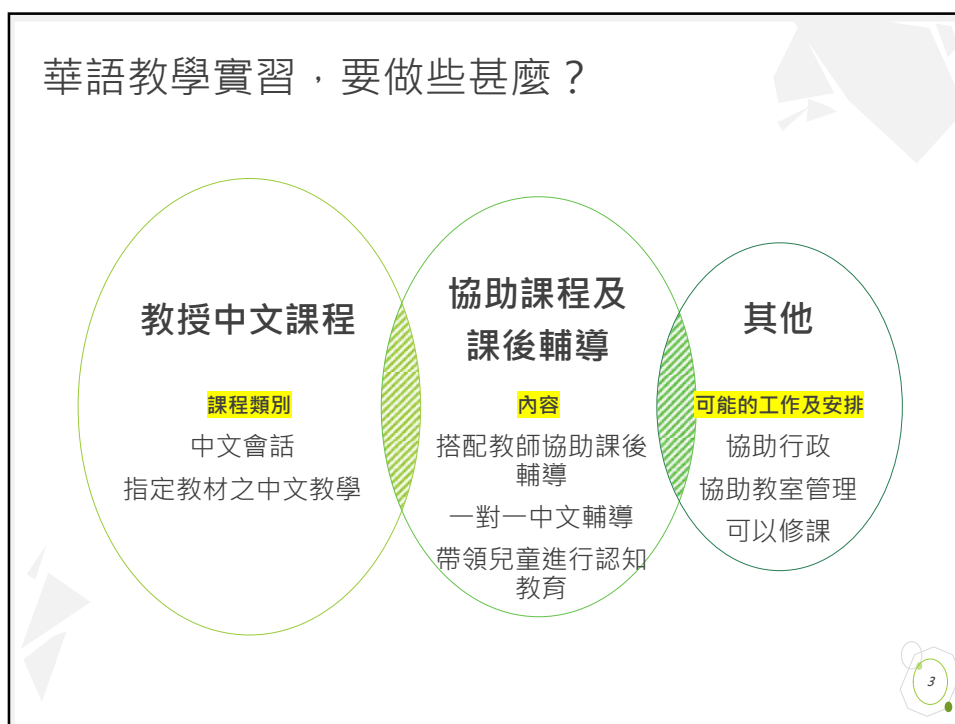 華語教學實習，要做些甚麼？
教授中文課程
課程類別
中文會話
指定教材之中文教學
協助課程及
課後輔導
內容
搭配教師協助課後
輔導
一對一中文輔導
帶領兒童進行認知
教育
其他
可能的工作及安排
協助行政
協助教室管理
可以修課
3